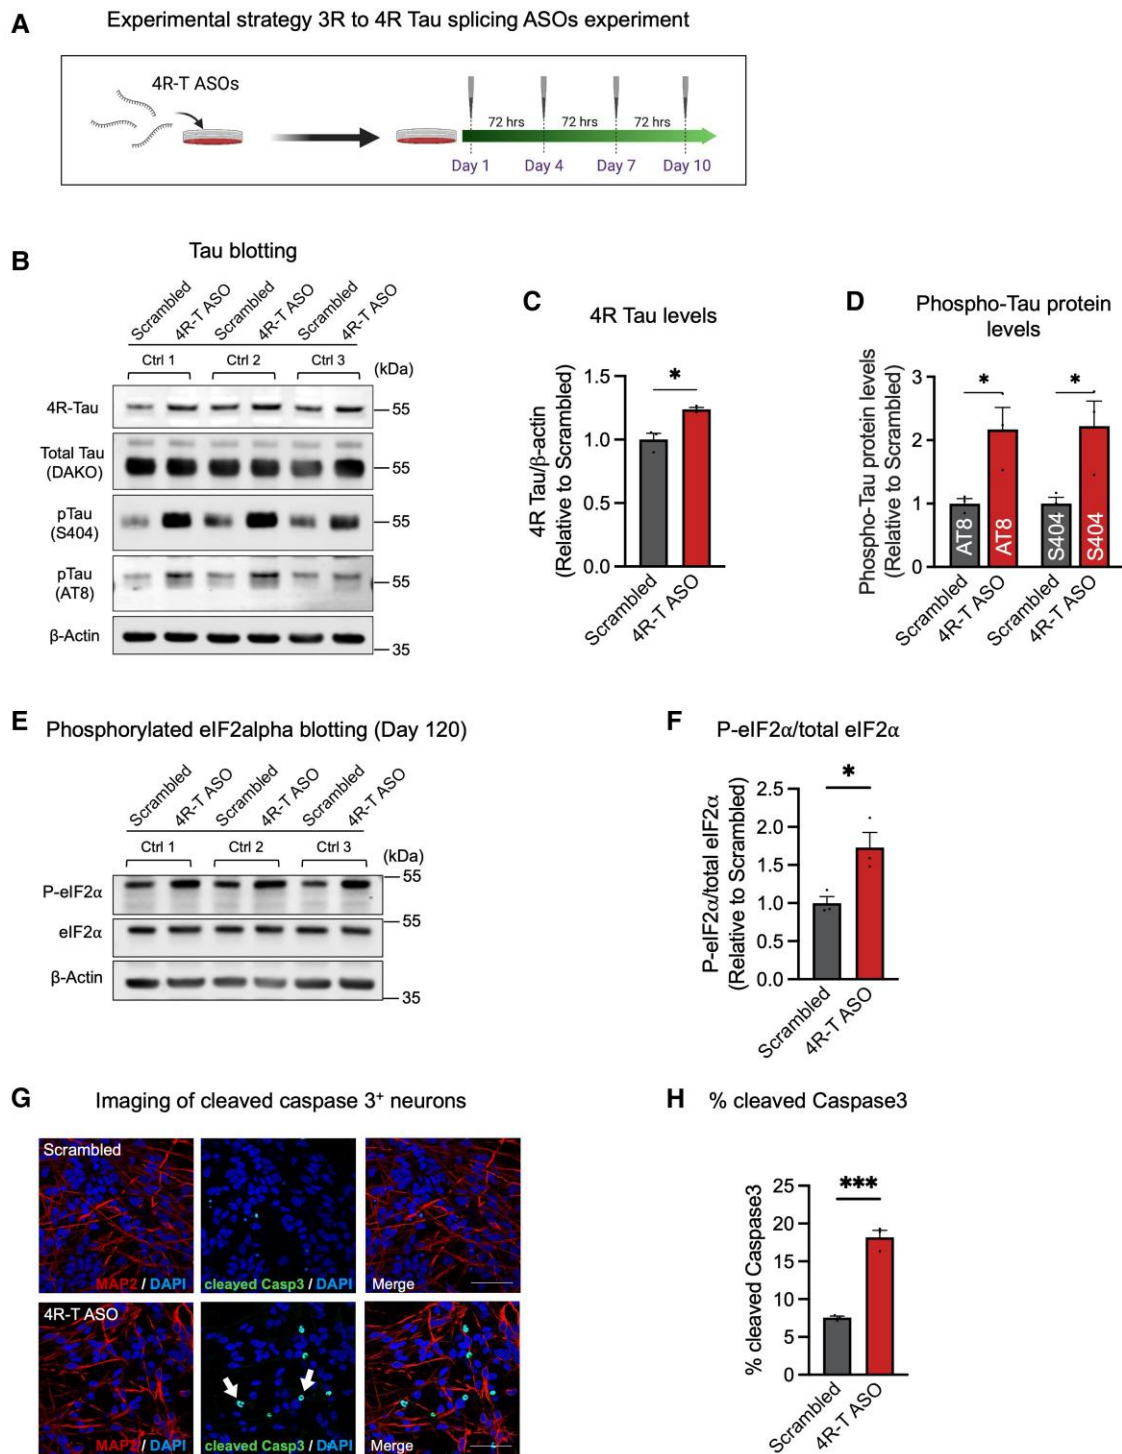 A
Experimental strategy 3R to 4R Tau splicing ASOs experiment
4R-T ASOs
72 hrs
72 hrs
72 hrs
Day 1
Day 4
Day 7
Day 10
B
Tau blotting
Scrambled
4R-T ASO
Scrambled
4R-T ASO
Scrambled
4R-T ASO
Ctrl 1
Ctrl 2
Ctrl 3
(kDa)
4R-Tau
55
Total Tau
(DAKO)
55
pTau
(S404)
55
pTau
(AT8)
55
β-Actin
35
C
4R Tau levels
4R Tau/β-actin
(Relative to Scrambled)
1.5
1.0
0.5
0.0
*
Scrambled
4R-T ASO
D
Phospho-Tau protein
levels
Phospho-Tau protein levels
(Relative to Scrambled)
3
2
1
0
*
*
AT8
AT8
S404
S404
Scrambled
4R-T ASO
Scrambled
4R-T ASO
E
Phosphorylated eIF2alpha blotting (Day 120)
Scrambled
4R-T ASO
Scrambled
4R-T ASO
Scrambled
4R-T ASO
Ctrl 1
Ctrl 2
Ctrl 3
(kDa)
P-eIF2α
55
eIF2α
55
β-Actin
35
F
P-eIF2α/total eIF2α
P-eIF2α/total eIF2α
(Relative to Scrambled)
2.5
2.0
1.5
1.0
0.5
0.0
*
Scrambled
4R-T ASO
G
Imaging of cleaved caspase 3+ neurons
Scrambled
MAP2 / DAPI
cleaved Casp3 / DAPI
Merge
4R-T ASO
MAP2 / DAPI
cleaved Casp3 / DAPI
Merge
H
% cleaved Caspase3
% cleaved Caspase3
25
20
15
10
5
0
***
Scrambled
4R-T ASO